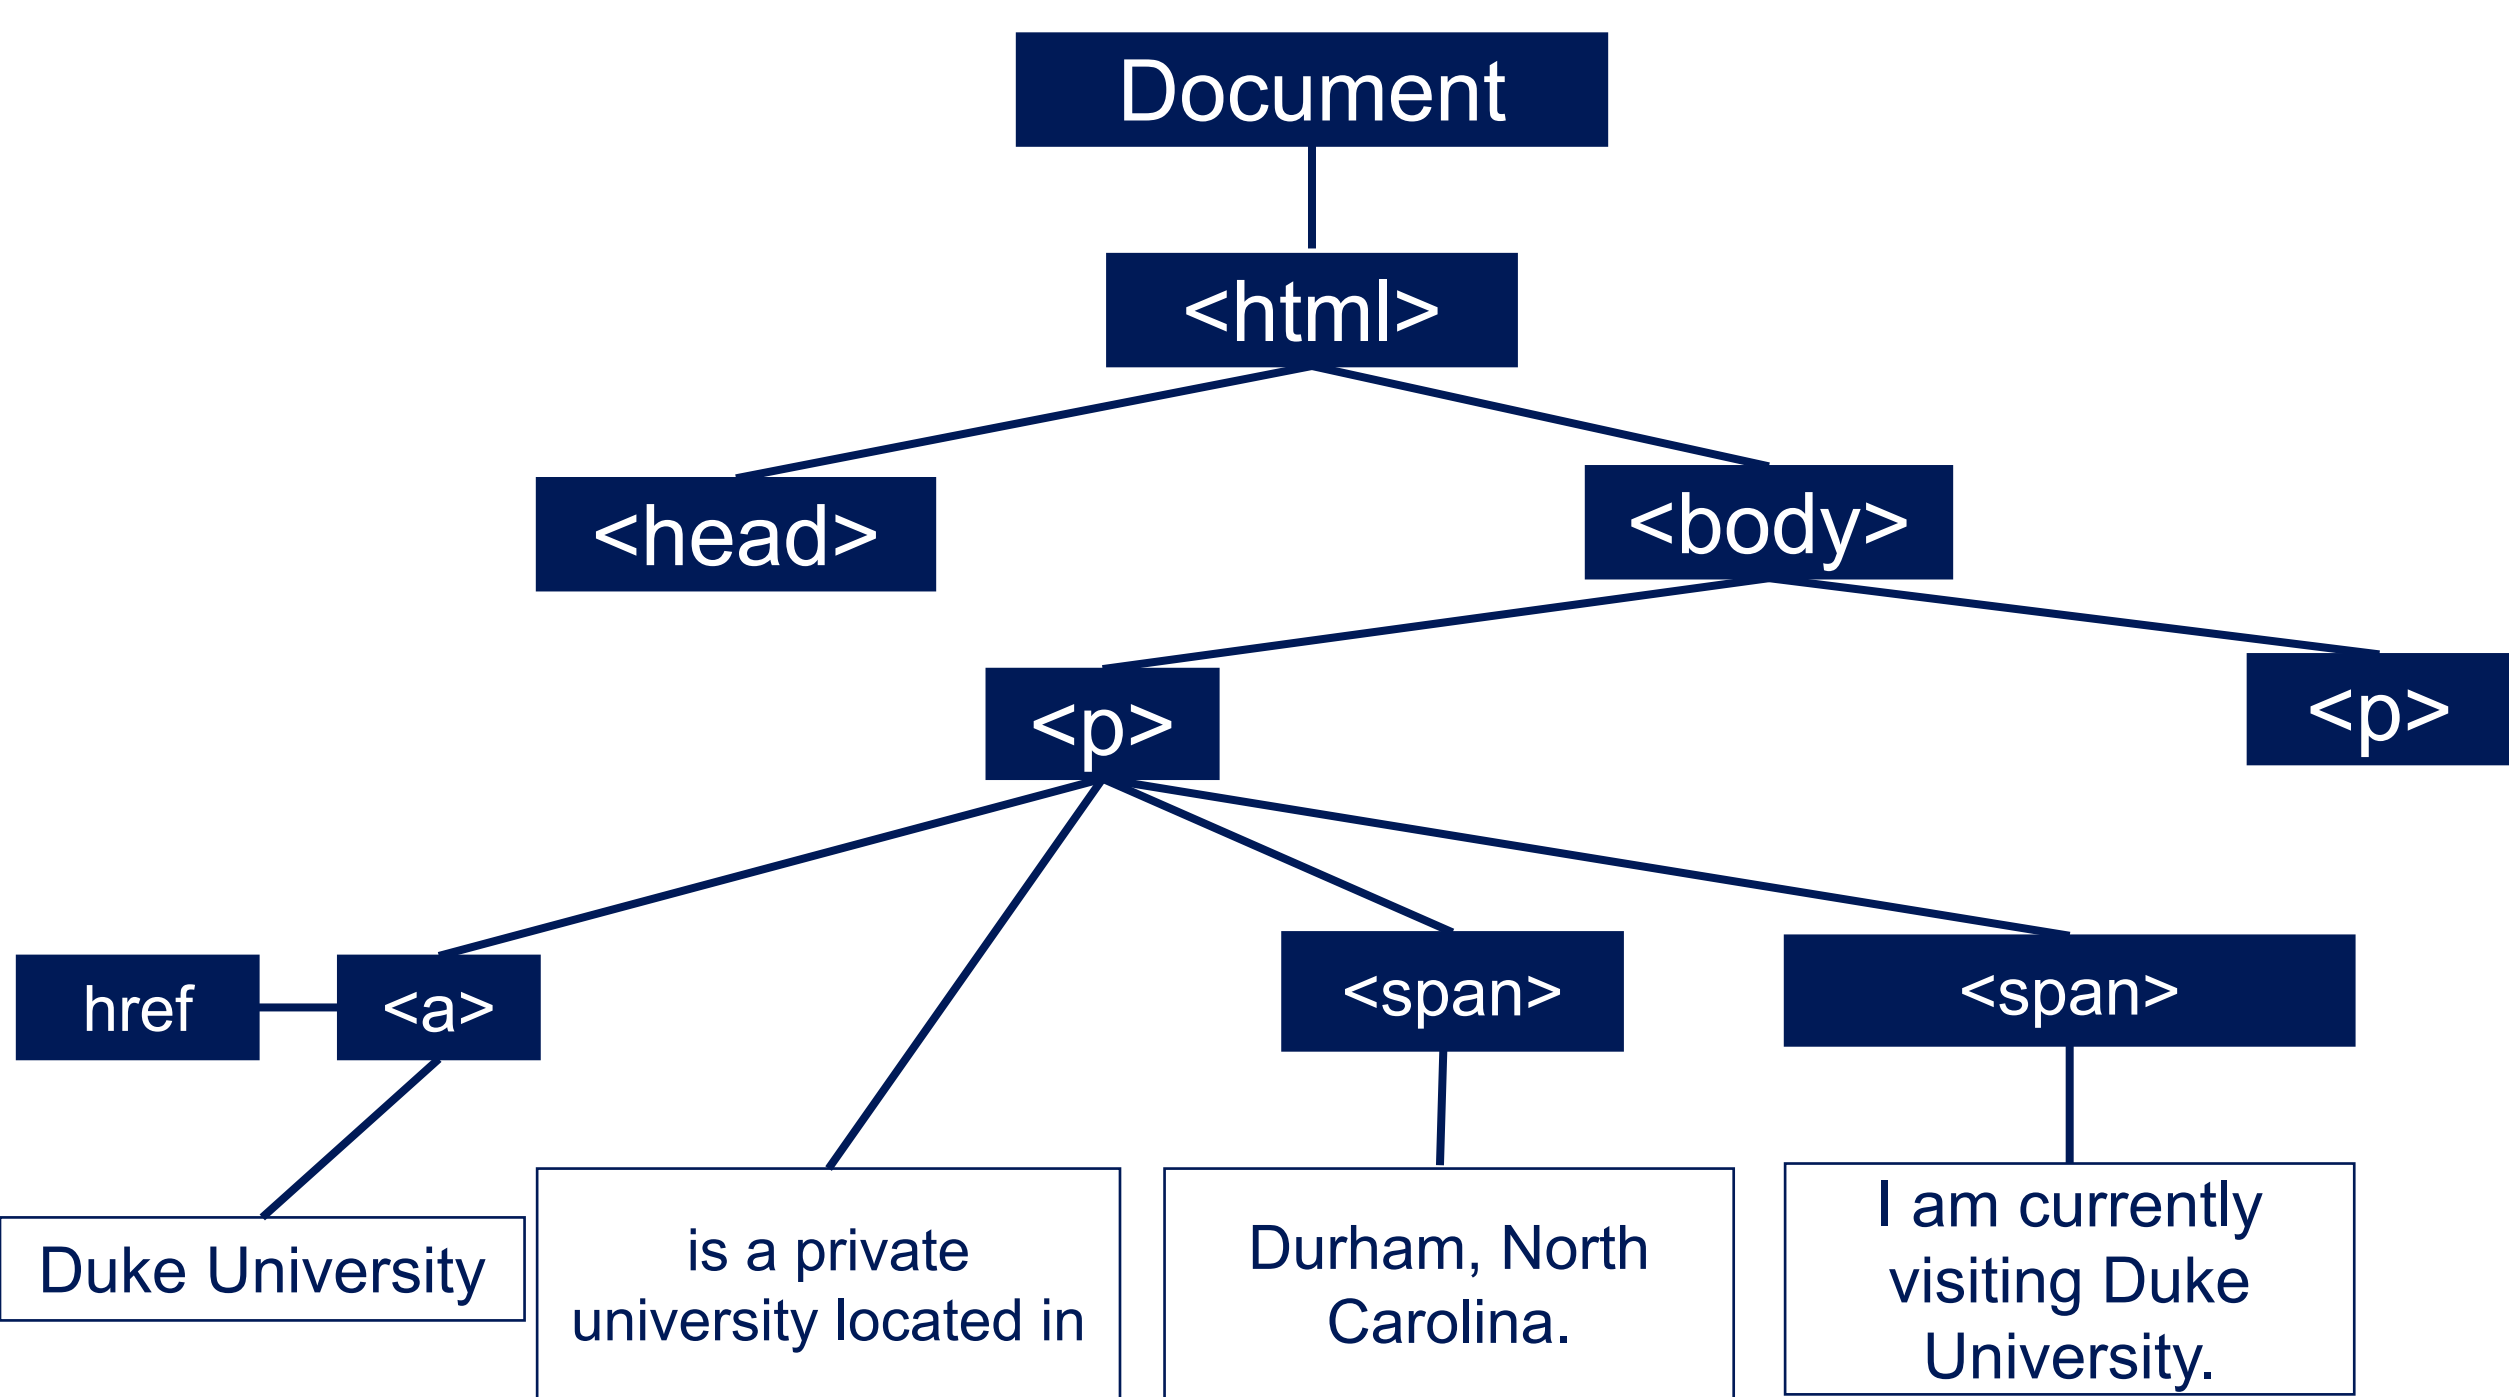 Document
<html>
<head>
<body>
<p>
<p>
href
<a>
<span>
<span>
Duke University
is a private
university located in
Durham, North
Carolina.
I am currently
visiting Duke
University.